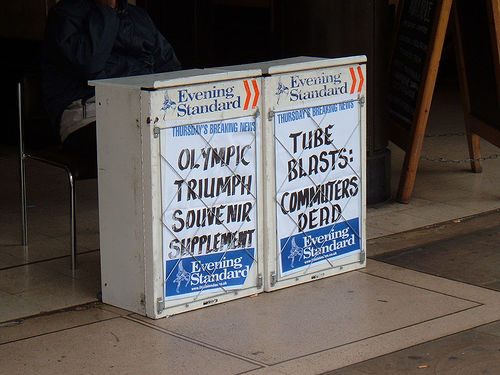 Evening
Standard
THURSDAY'S BREAKING NEWS
OLYMPIC
TRIUMPH
SOUVENIR
SUPPLEMENT
Evening
Standard
Evening
Standard
THURSDAY'S BREAKING NEWS
TUBE
BLASTS:
COMMUTERS
DEAD
Evening
Standard